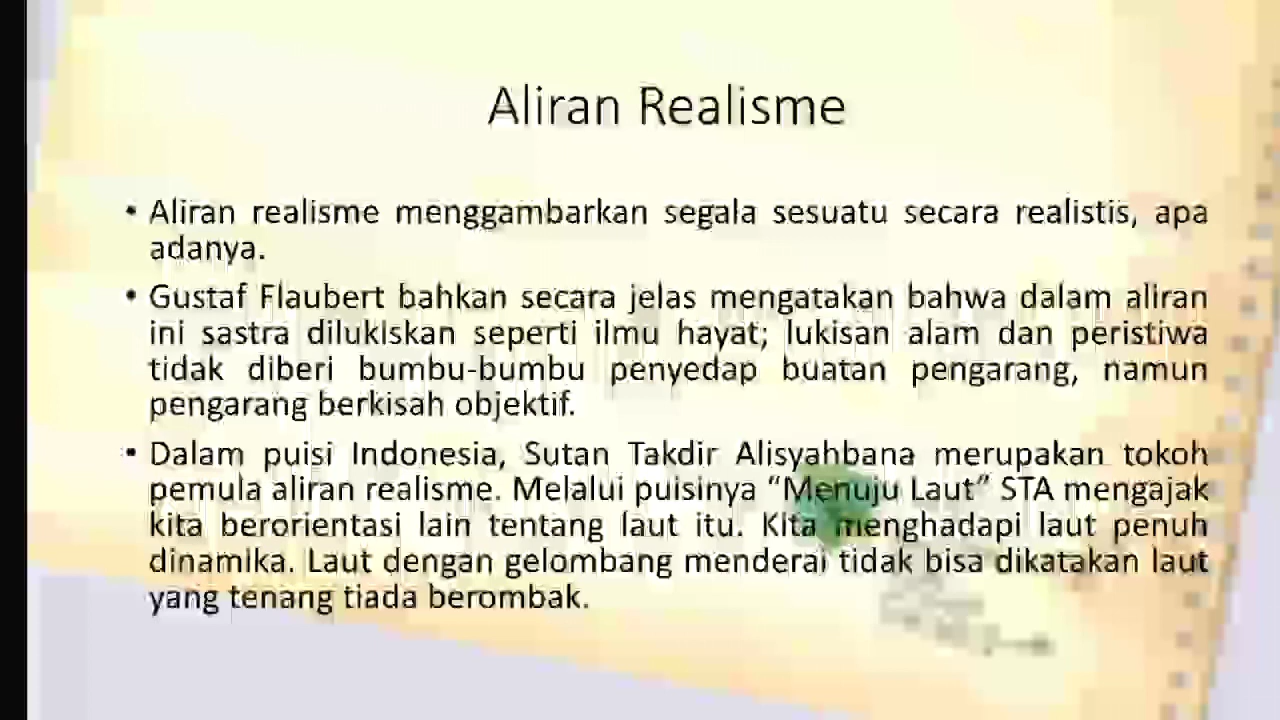 Aliran Realisme
• Aliran realisme menggambarkan segala sesuatu secara realistis, apa
adanya.
• Gustaf Flaubert bahkan secara jelas mengatakan bahwa dalam aliran
ini sastra dilukiskan seperti ilmu hayat; lukisan alam dan peristiwa
tidak diberi bumbu-bumbu penyedap buatan pengarang, namun
pengarang berkisah objektif.
• Dalam puisi Indonesia, Sutan Takdir Alisyahbana merupakan tokoh
pemula aliran realisme. Melalui puisinya “Menuju Laut” STA mengajak
kita berorientasi lain tentang laut itu. Kita menghadapi laut penuh
dinamika. Laut dengan gelombang menderai tidak bisa dikatakan laut
yang tenang tiada berombak.